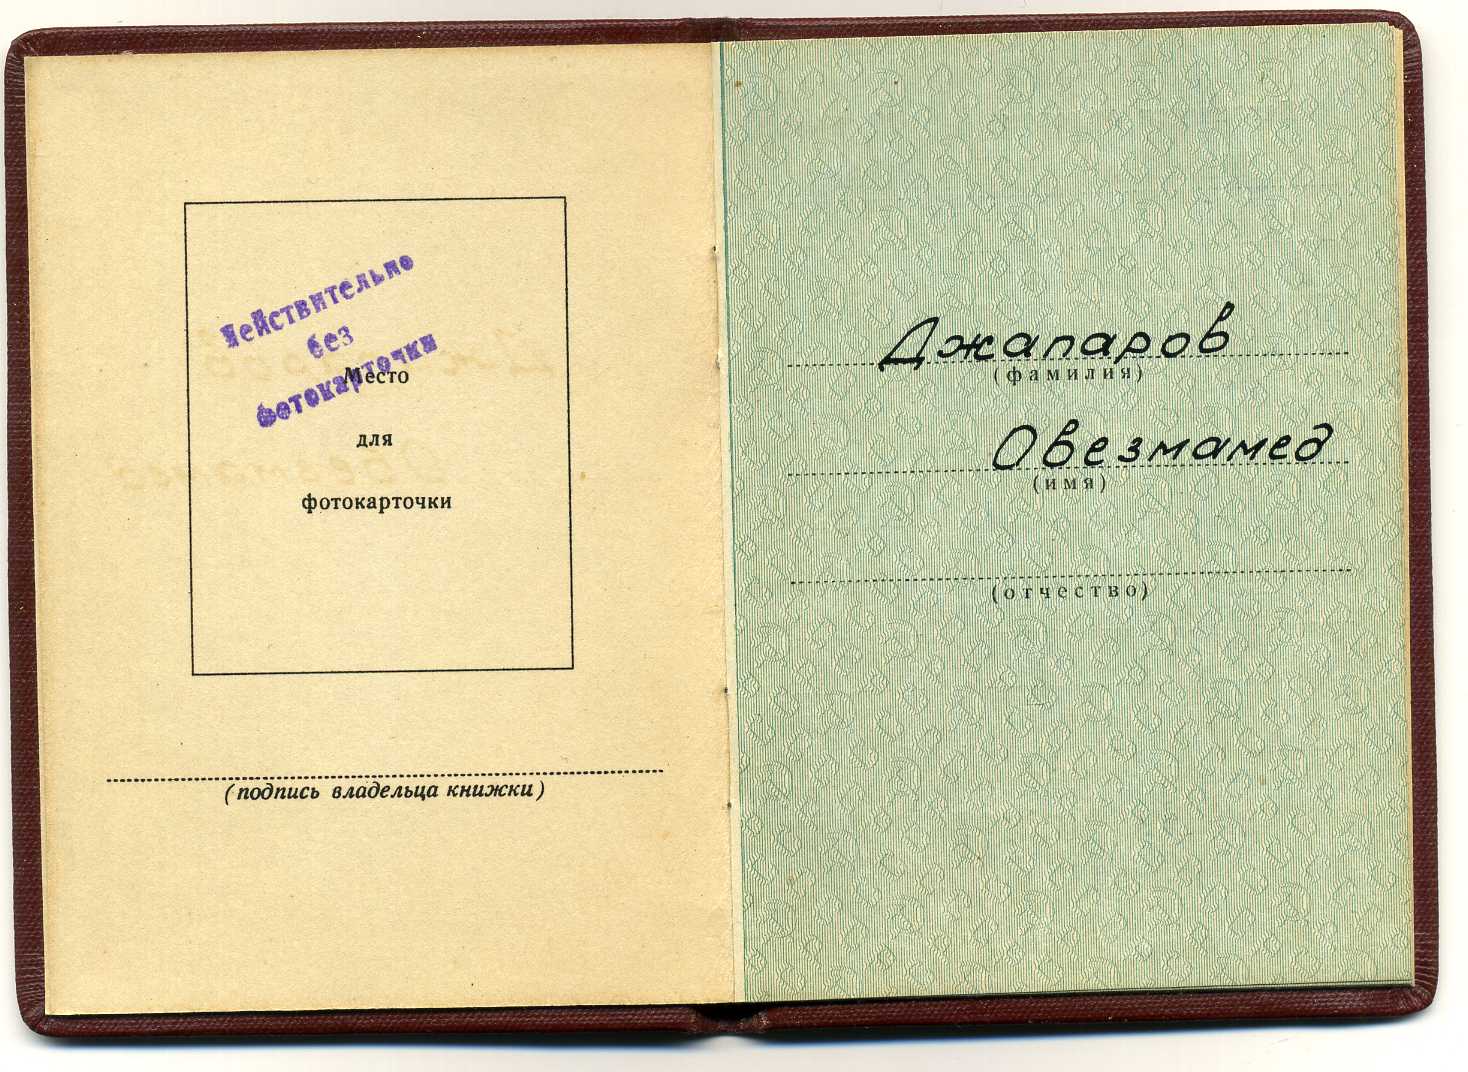 Действительно
без
фотокарточки
Место
для
фотокарточки
(подпись владельца книжки)
Джапаров
(фамилия)
Овезмамед
(имя)
(отчество)